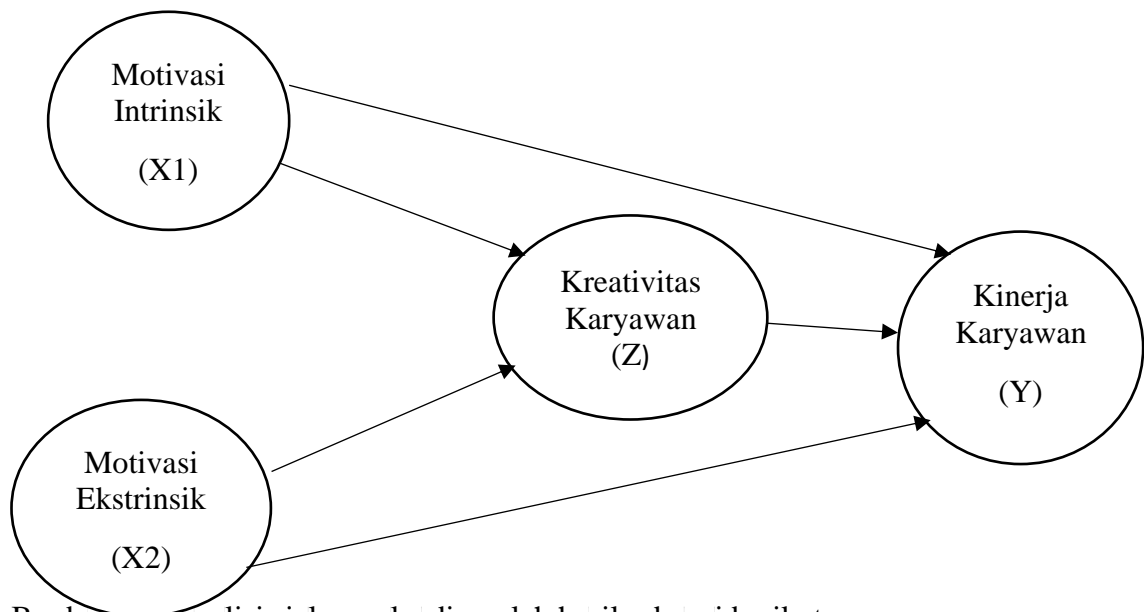 Motivasi
Intrinsik
(X1)
Kreativitas
Karyawan
(Z)
Kinerja
Karyawan
(Y)
Motivasi
Ekstrinsik
(X2)